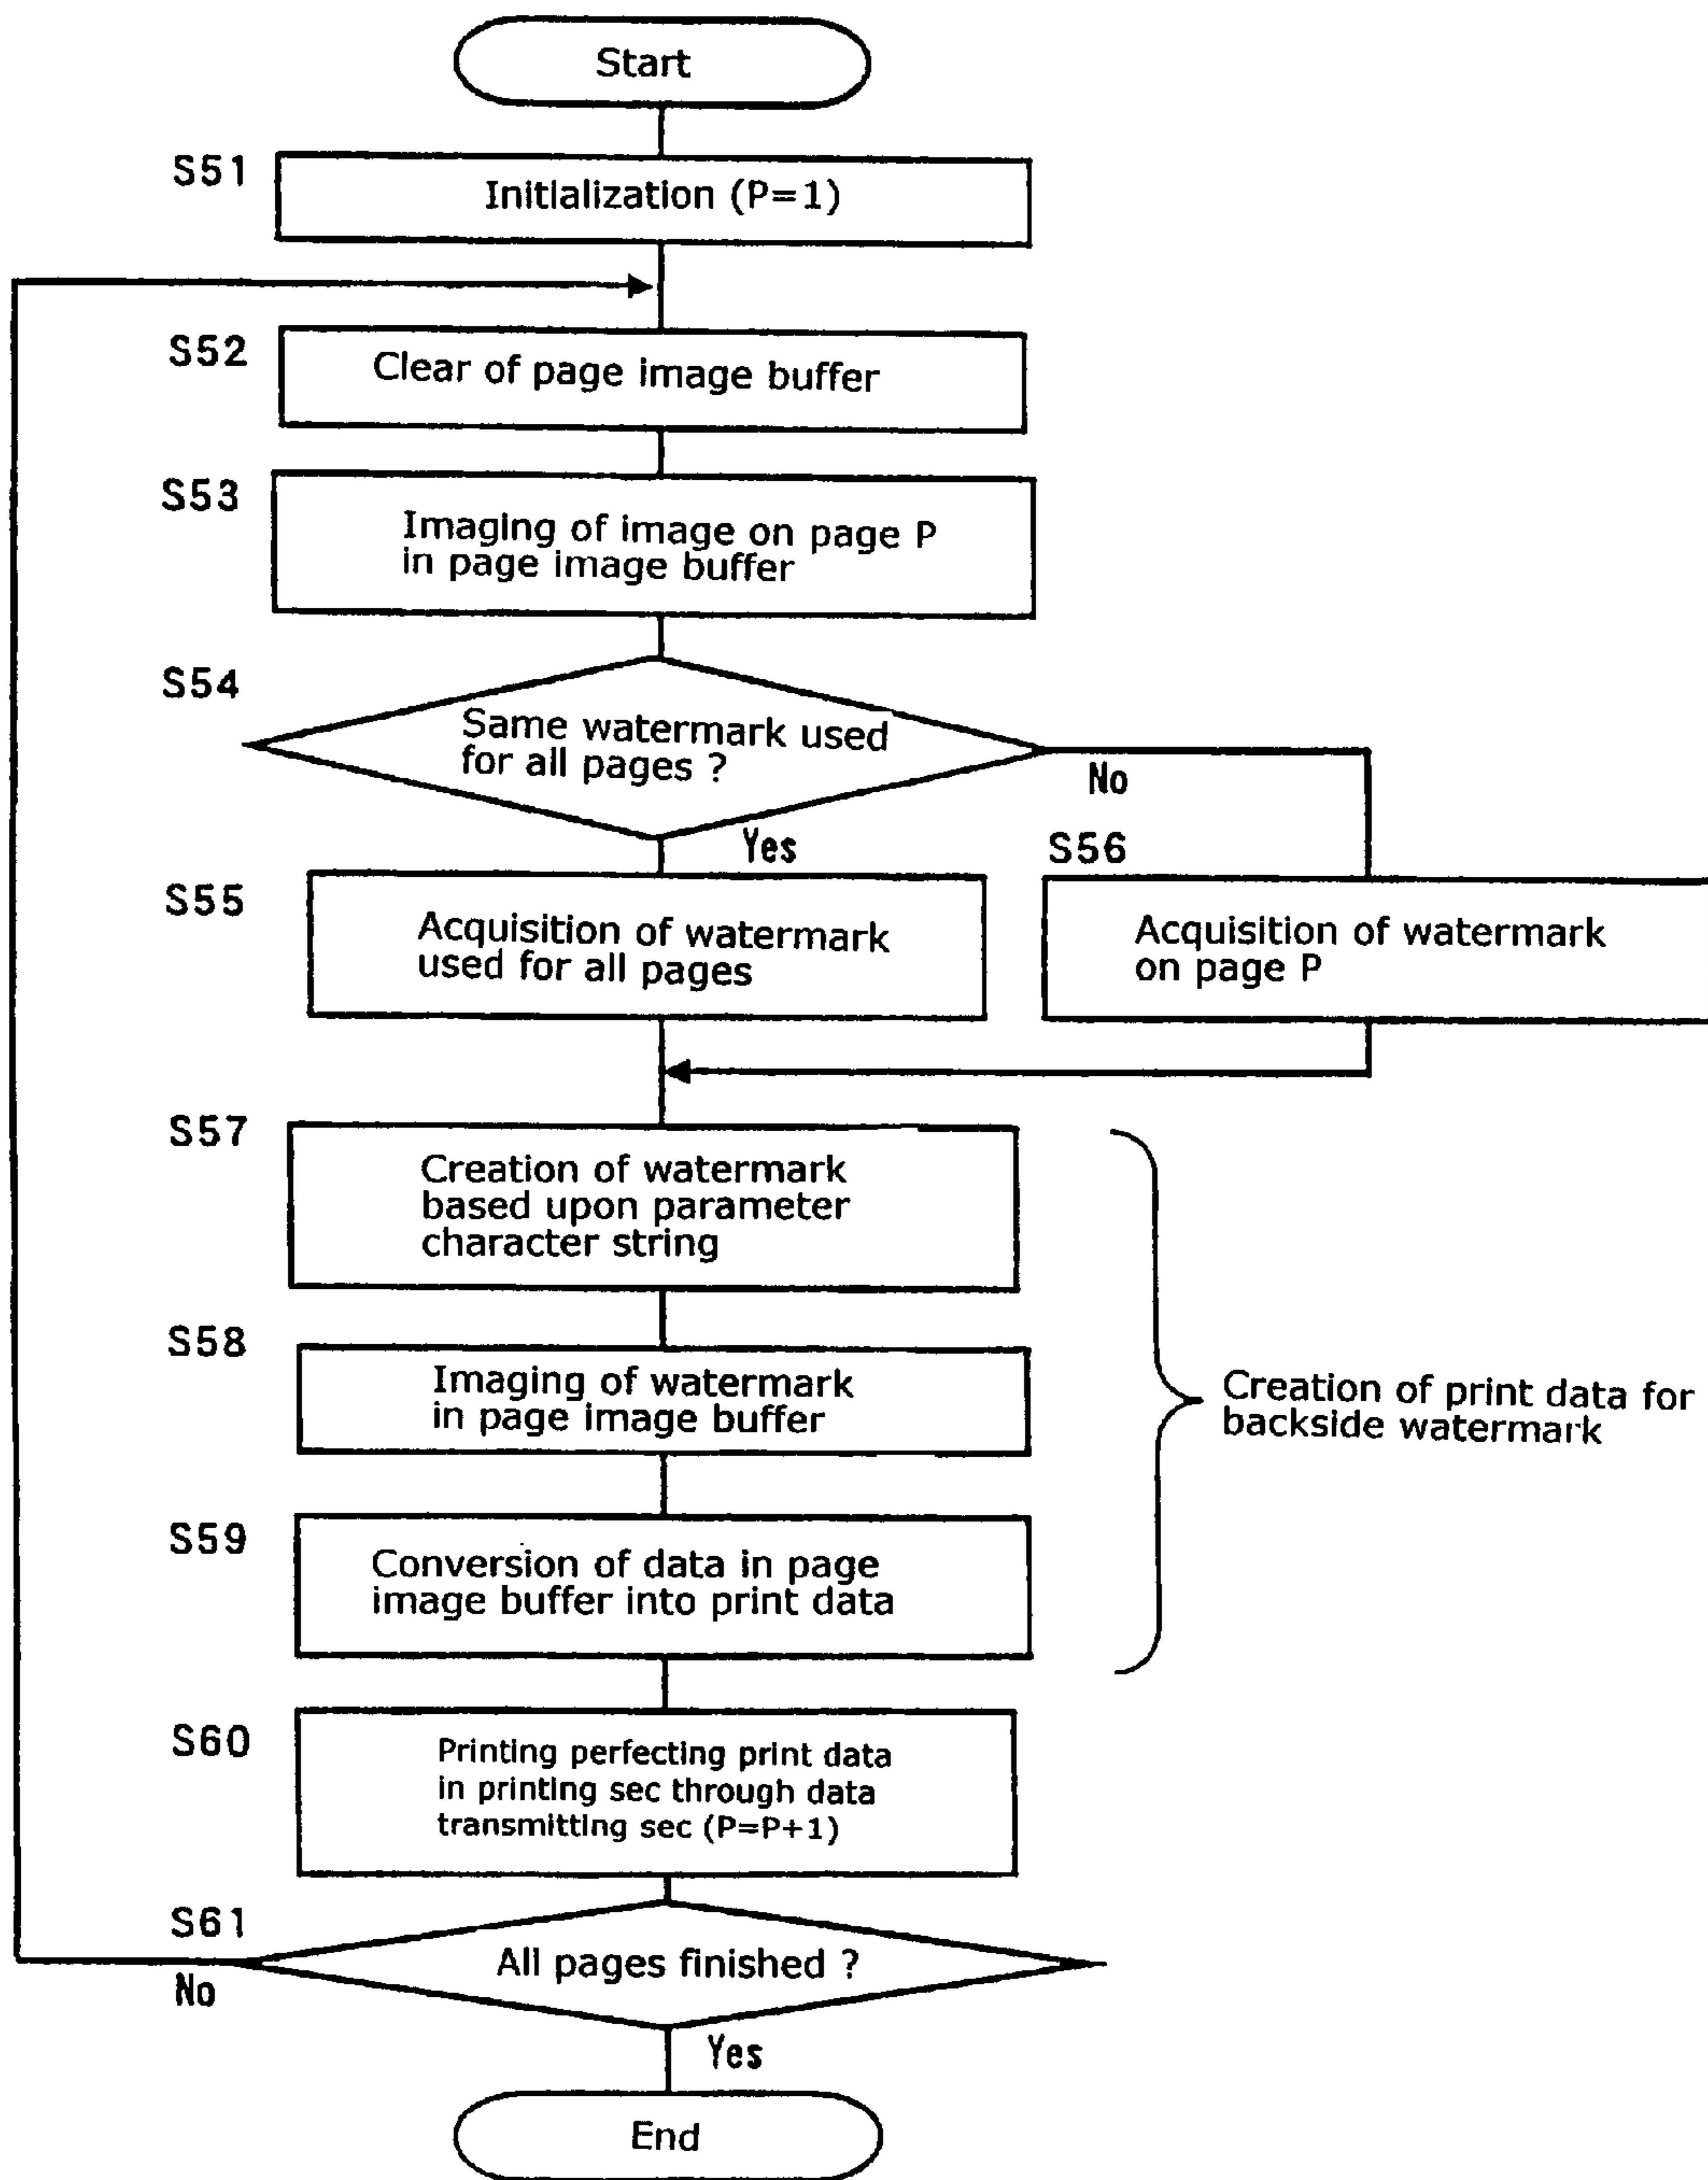 Start
S51
Initialization (P=1)
S52
Clear of page image buffer
S53
Imaging of image on page P
in page image buffer
S54
Same watermark used
for all pages ?
No
Yes
S55
Acquisition of watermark
used for all pages
S56
Acquisition of watermark
on page P
S57
Creation of watermark
based upon parameter
character string
S58
Imaging of watermark
in page image buffer
Creation of print data for
backside watermark
S59
Conversion of data in page
image buffer into print data
S60
Printing perfecting print data
in printing sec through data
transmitting sec (P=P+1)
S61
All pages finished ?
No
Yes
End